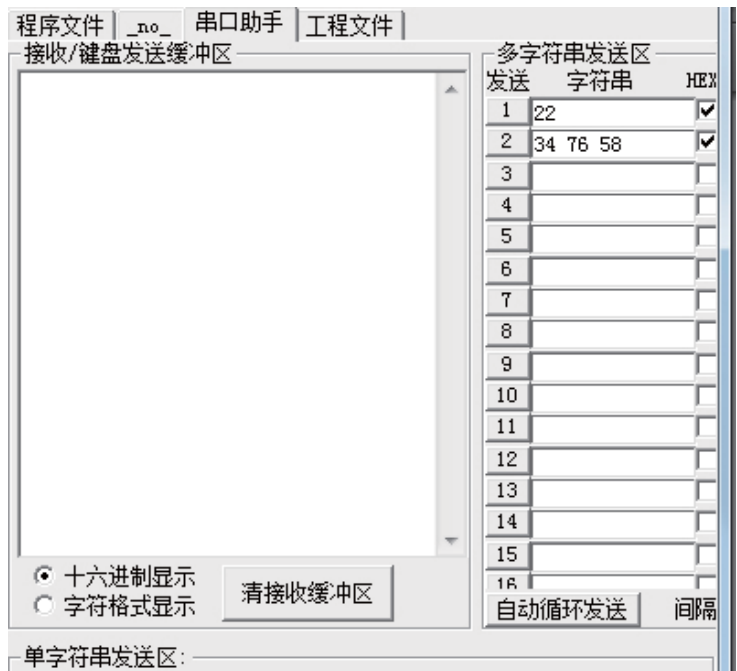 程序文件 _no_ 串口助手 工程文件
接收/键盘发送缓冲区
多字符串发送区
发送 字符串 HEX
1 22
2 34 76 58
3
4
5
6
7
8
9
10
11
12
13
14
15
16
十六进制显示
字符格式显示
清接收缓冲区
自动循环发送 间隔
单字符串发送区: